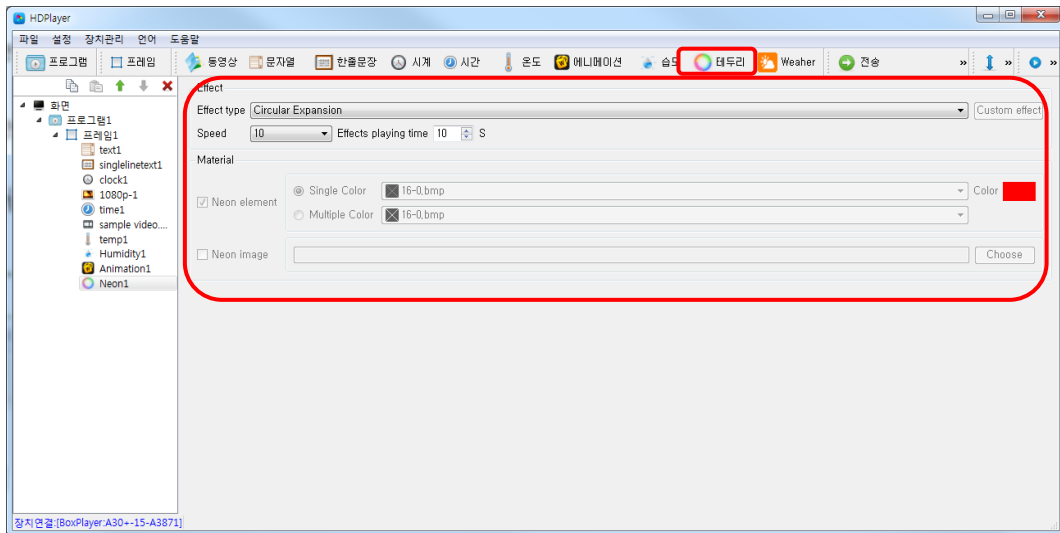 HDPlayer
파일 설정 장치관리 언어 도움말
프로그램 프레임 동영상 문자열 한줄문장 시계 시간 온도 에니메이션 습도 테두리 Weaher 전송
화면
프로그램1
프레임1
text1
singlelinetext1
clock1
1080p-1
time1
sample video....
temp1
Humidity1
Animation1
Neon1
Effect
Effect type Circular Expansion Custom effect
Speed 10 Effects playing time 10 S
Material
Neon element Single Color 16-0.bmp Color
Multiple Color 16-0.bmp
Neon image Choose
장치연결:[BoxPlayer:A30+-15-A3871]